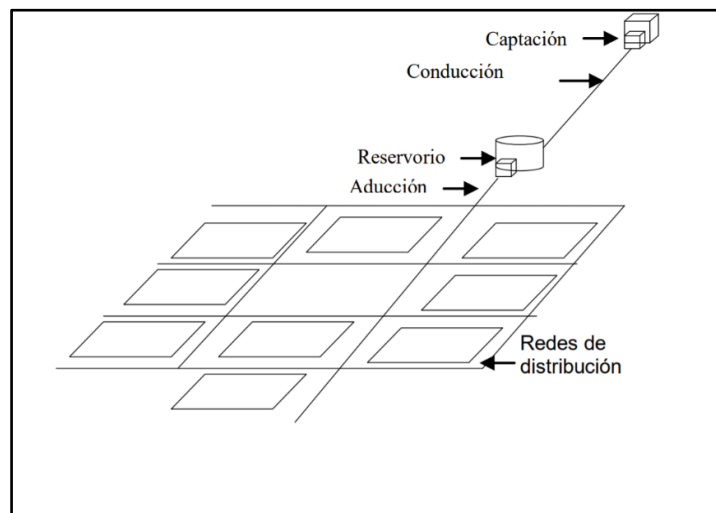 Captación
Conducción
Reservorio
Aducción
Redes de
distribución